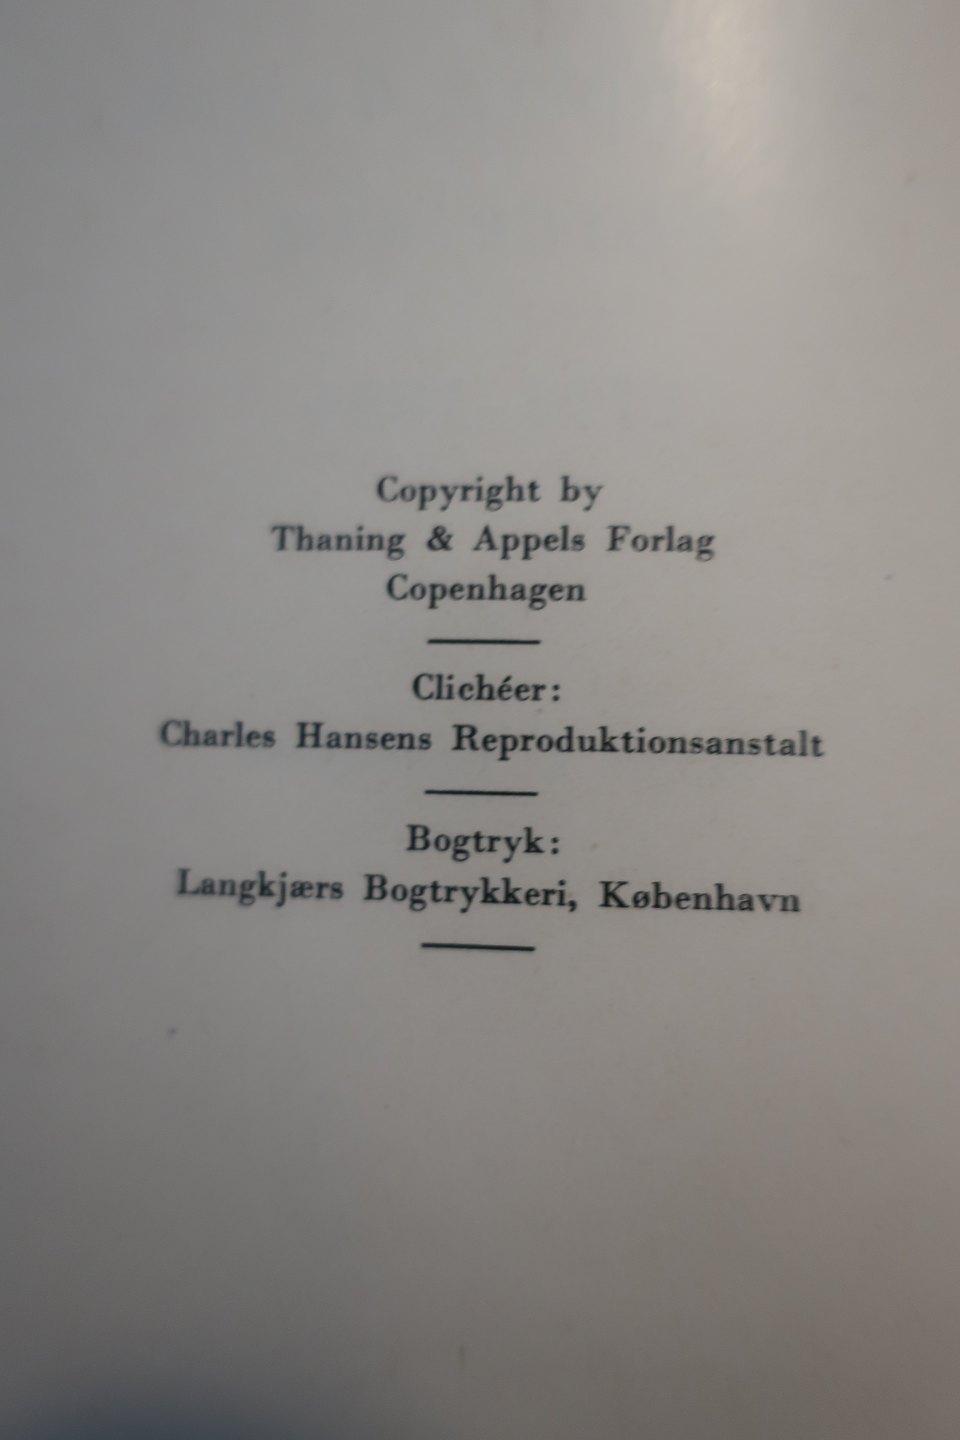 Copyright by
Thaning & Appels Forlag
Copenhagen
Clichéer:
Charles Hansens Reproduktionsanstalt
Bogtryk:
Langkjærs Bogtrykkeri, København